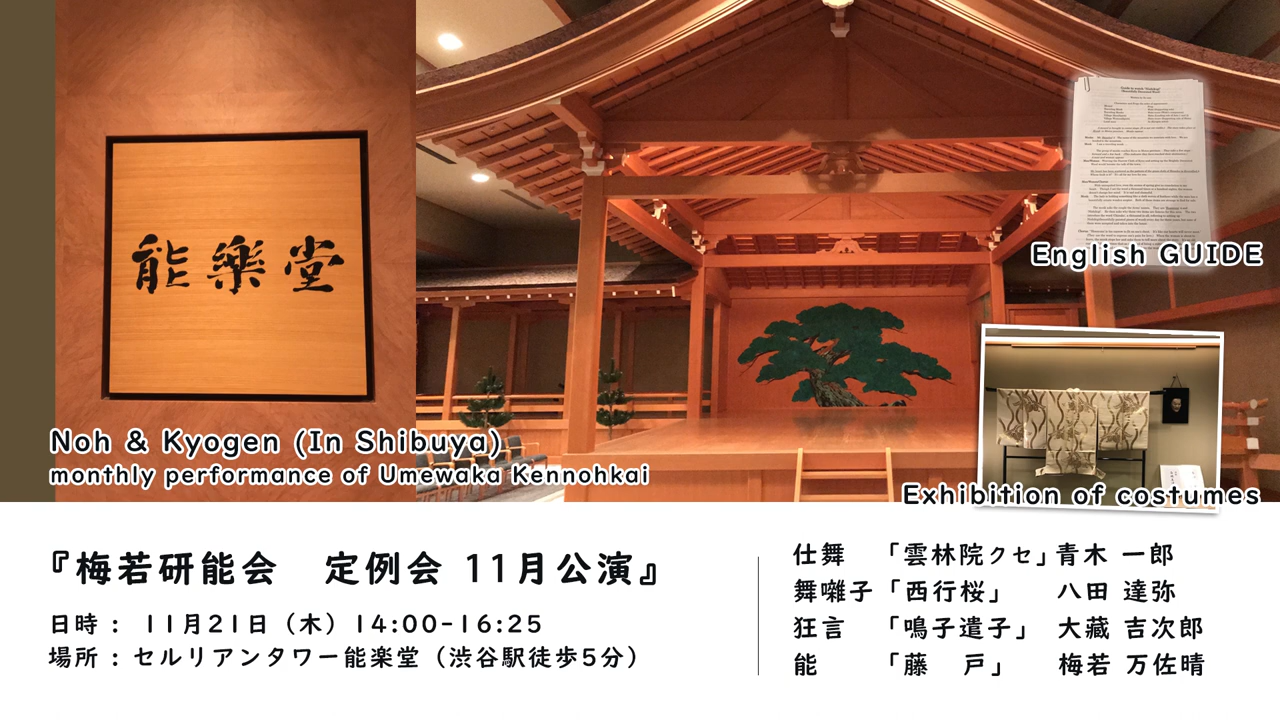 能樂堂
English GUIDE
Noh & Kyogen (In Shibuya)
monthly performance of Umewaka Kennohkai
Exhibition of costumes
『梅若研能会　定例会 11月公演』
日時： 11月21日（木）14:00-16:25
場所：セルリアンタワー能楽堂（渋谷駅徒歩5分）
仕舞　「雲林院クセ」青木 一郎
舞囃子「西行桜」　八田 達弥
狂言　「鳴子遣子」　大藏 吉次郎
能　　「藤　戸」　梅若 万佐晴